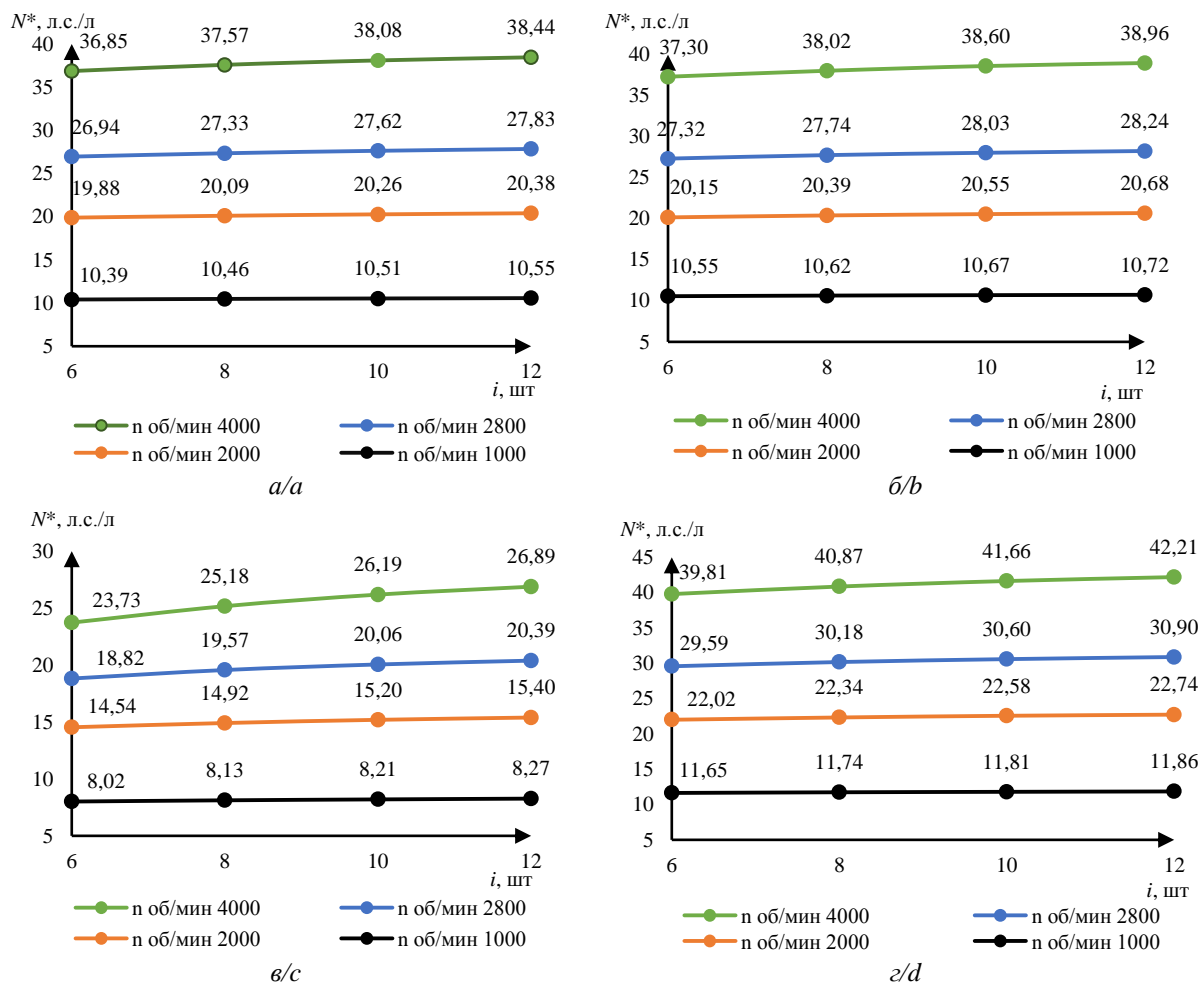 N*, л.с./л
36,85 37,57 38,08 38,44
40
35
26,94 27,33 27,62 27,83
30
25
19,88 20,09 20,26 20,38
20
15
10,39 10,46 10,51 10,55
10
5
6 8 10 12
i, шт
n об/мин 4000 n об/мин 2800
n об/мин 2000 n об/мин 1000
а/a
N*, л.с./л
37,30 38,02 38,60 38,96
40
35
30
27,32 27,74 28,03 28,24
25
20,15 20,39 20,55 20,68
20
15
10,55 10,62 10,67 10,72
10
5
6 8 10 12
i, шт
n об/мин 4000 n об/мин 2800
n об/мин 2000 n об/мин 1000
б/b
N*, л.с./л
30
23,73 25,18 26,19 26,89
25
18,82 19,57 20,06 20,39
20
14,54 14,92 15,20 15,40
15
10
8,02 8,13 8,21 8,27
5
6 8 10 12
i, шт
n об/мин 4000 n об/мин 2800
n об/мин 2000 n об/мин 1000
в/c
N*, л.с./л
45
39,81 40,87 41,66 42,21
40
35
29,59 30,18 30,60 30,90
30
25
22,02 22,34 22,58 22,74
20
15
11,65 11,74 11,81 11,86
10
5
6 8 10 12
i, шт
n об/мин 4000 n об/мин 2800
n об/мин 2000 n об/мин 1000
г/d